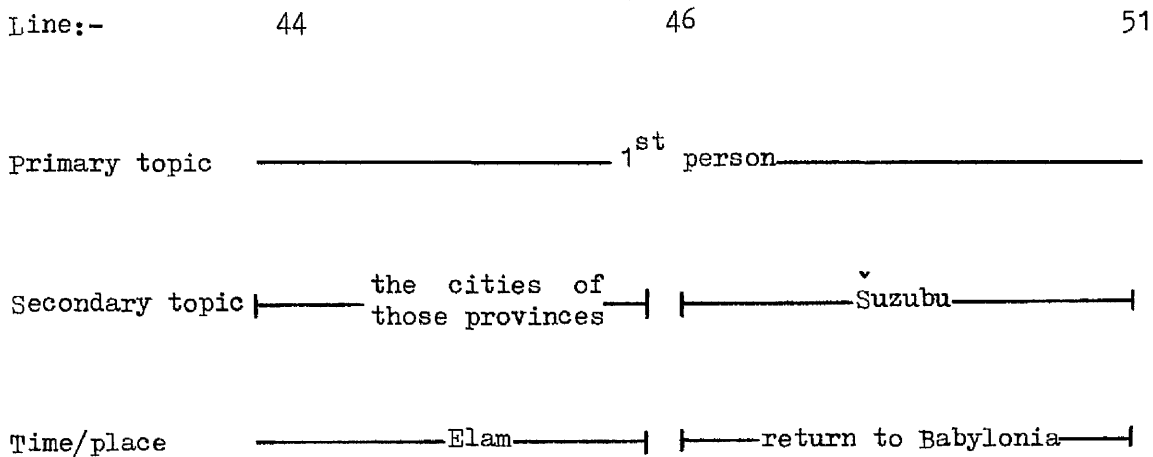 Line:- 44 46 51
Primary topic 1st person
Secondary topic the cities of those provinces Šuzubu
Time/place Elam return to Babylonia